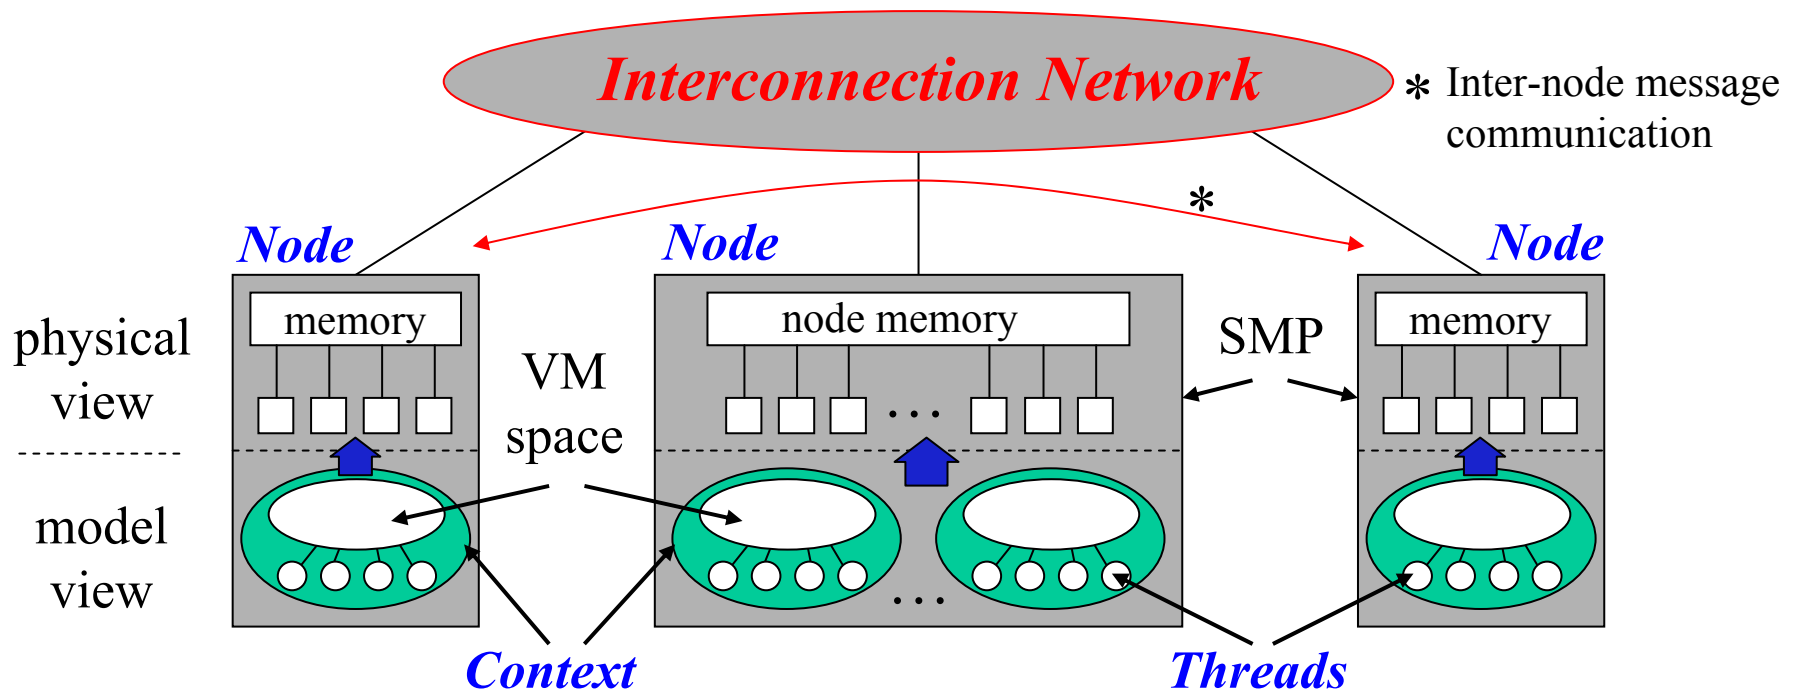 Interconnection Network
* Inter-node message
communication
*
Node
Node
Node
memory
node memory
memory
physical
view
VM
space
SMP
...
model
view
...
Context
Threads